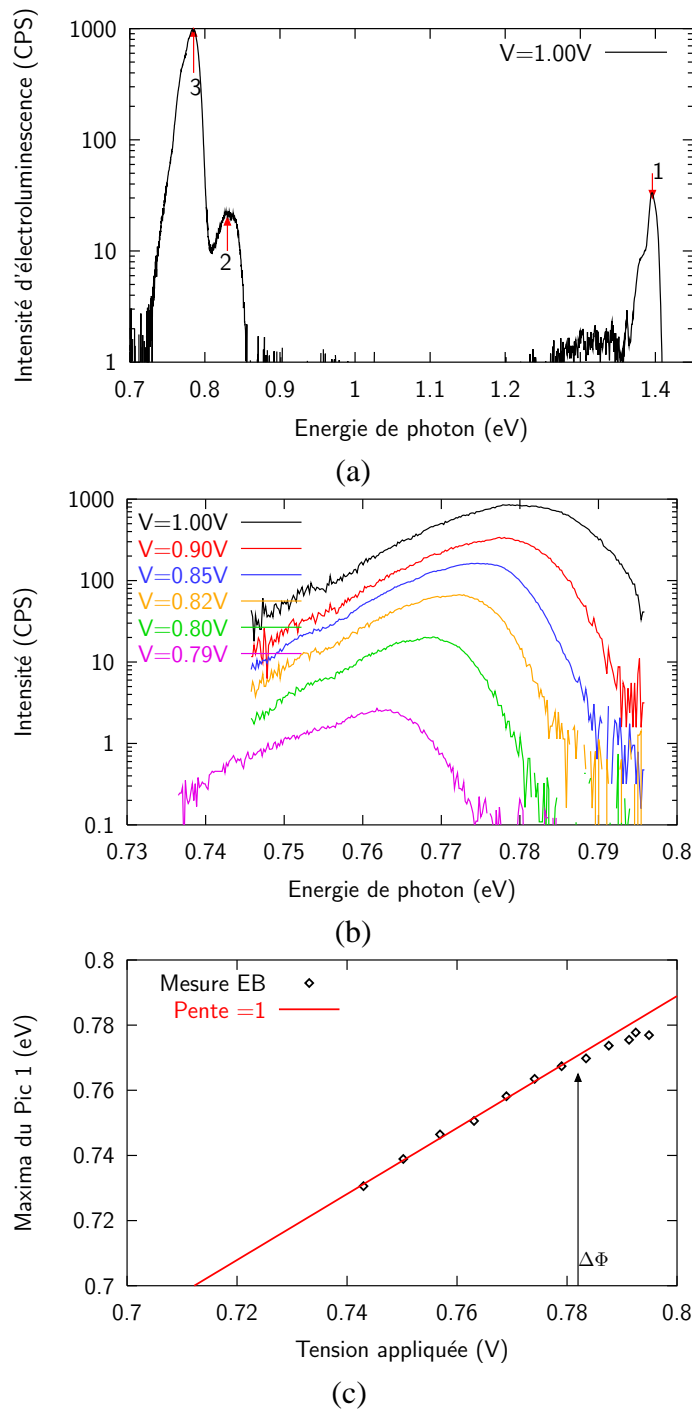 Intensité d'électroluminescence (CPS)
1000
100
10
1
V=1.00V
3
2
1
0.7 0.8 0.9 1 1.1 1.2 1.3 1.4
Energie de photon (eV)
(a)
Intensité (CPS)
1000
100
10
1
0.1
V=1.00V
V=0.90V
V=0.85V
V=0.82V
V=0.80V
V=0.79V
0.73 0.74 0.75 0.76 0.77 0.78 0.79 0.8
Energie de photon (eV)
(b)
Maxima du Pic 1 (eV)
0.8
0.78
0.76
0.74
0.72
0.7
Mesure EB
Pente =1
ΔΦ
0.7 0.72 0.74 0.76 0.78 0.8
Tension appliquée (V)
(c)